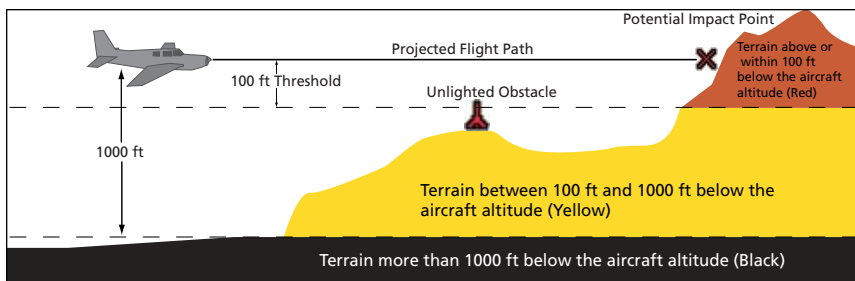 Potential Impact Point
Projected Flight Path
Terrain above or
within 100 ft
below the aircraft
altitude (Red)
100 ft Threshold
Unlighted Obstacle
1000 ft
Terrain between 100 ft and 1000 ft below the
aircraft altitude (Yellow)
Terrain more than 1000 ft below the aircraft altitude (Black)